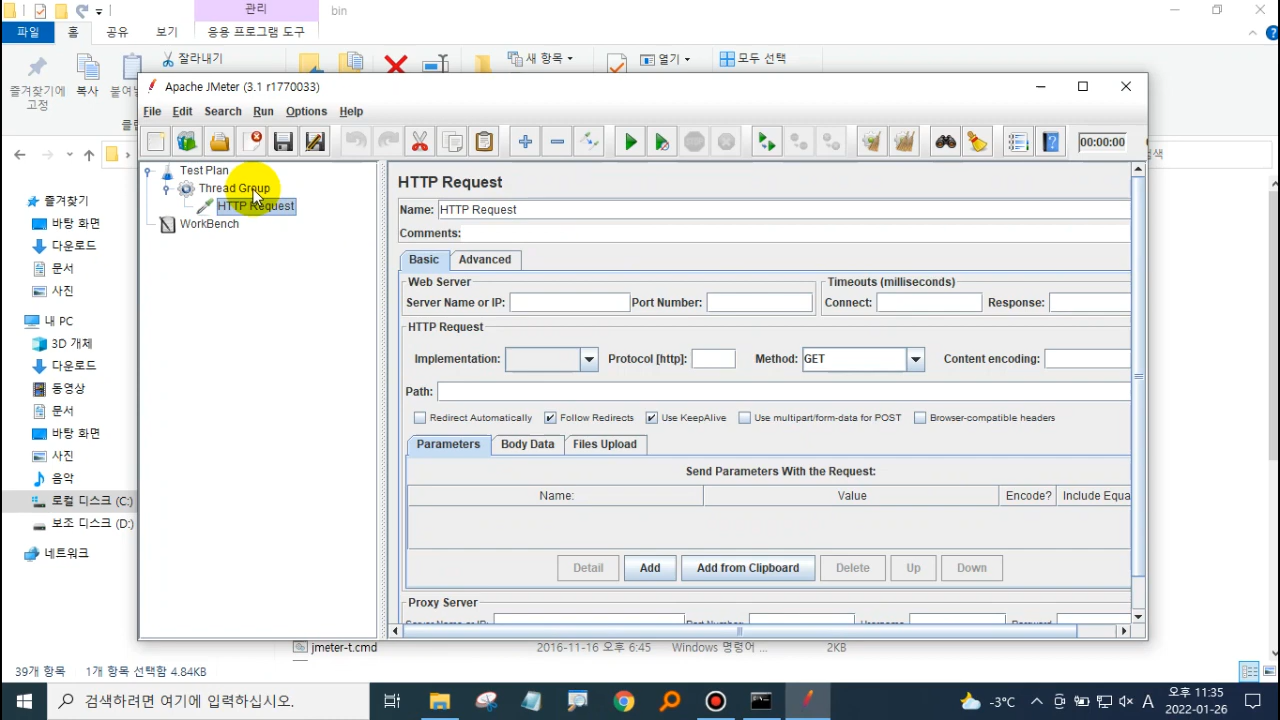 관리
bin
파일
홈
공유
보기
응용 프로그램 도구
즐겨찾기에
고정
복사
잘라내기
새 항목
열기
모두 선택
Apache JMeter (3.1 r1770033)
File Edit Search Run Options Help
00:00:00
검색
Test Plan
Thread Group
HTTP Request
WorkBench
즐겨찾기
바탕 화면
다운로드
문서
사진
내 PC
3D 개체
다운로드
동영상
문서
바탕 화면
사진
음악
로컬 디스크 (C:)
보조 디스크 (D:)
네트워크
HTTP Request
Name: HTTP Request
Comments:
Basic Advanced
Web Server
Timeouts (milliseconds)
Server Name or IP: Port Number: Connect: Response:
HTTP Request
Implementation: Protocol [http]: Method: GET Content encoding:
Path:
Redirect Automatically Follow Redirects Use KeepAlive Use multipart/form-data for POST Browser-compatible headers
Parameters Body Data Files Upload
Send Parameters With the Request:
Name: Value Encode? Include Equa
Detail Add Add from Clipboard Delete Up Down
Proxy Server
jmeter-t.cmd 2016-11-16 오후 6:45 Windows 명령어 ... 2KB
39개 항목 1개 항목 선택함 4.84KB
검색하려면 여기에 입력하십시오.
-3°C
A
오후 11:35
2022-01-26